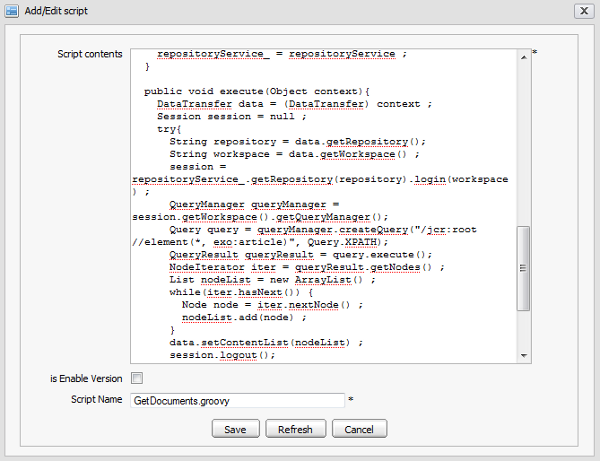 Add/Edit script
Script contents
repositoryService_ = repositoryService ;
*
}
public void execute(Object context){
DataTransfer data = (DataTransfer) context ;
Session session = null ;
try{
String repository = data.getRepository();
String workspace = data.getWorkspace() ;
session =
repositoryService_.getRepository(repository).login(workspace
) ;
QueryManager queryManager =
session.getWorkspace().getQueryManager();
Query query = queryManager.createQuery("/jcr:root
//element(*, exo:article)", Query.XPATH);
QueryResult queryResult = query.execute();
NodeIterator iter = queryResult.getNodes() ;
List nodeList = new ArrayList() ;
while(iter.hasNext()) {
Node node = iter.nextNode() ;
nodeList.add(node) ;
}
data.setContentList(nodeList) ;
session.logout();
is Enable Version
Script Name GetDocuments.groovy *
Save Refresh Cancel